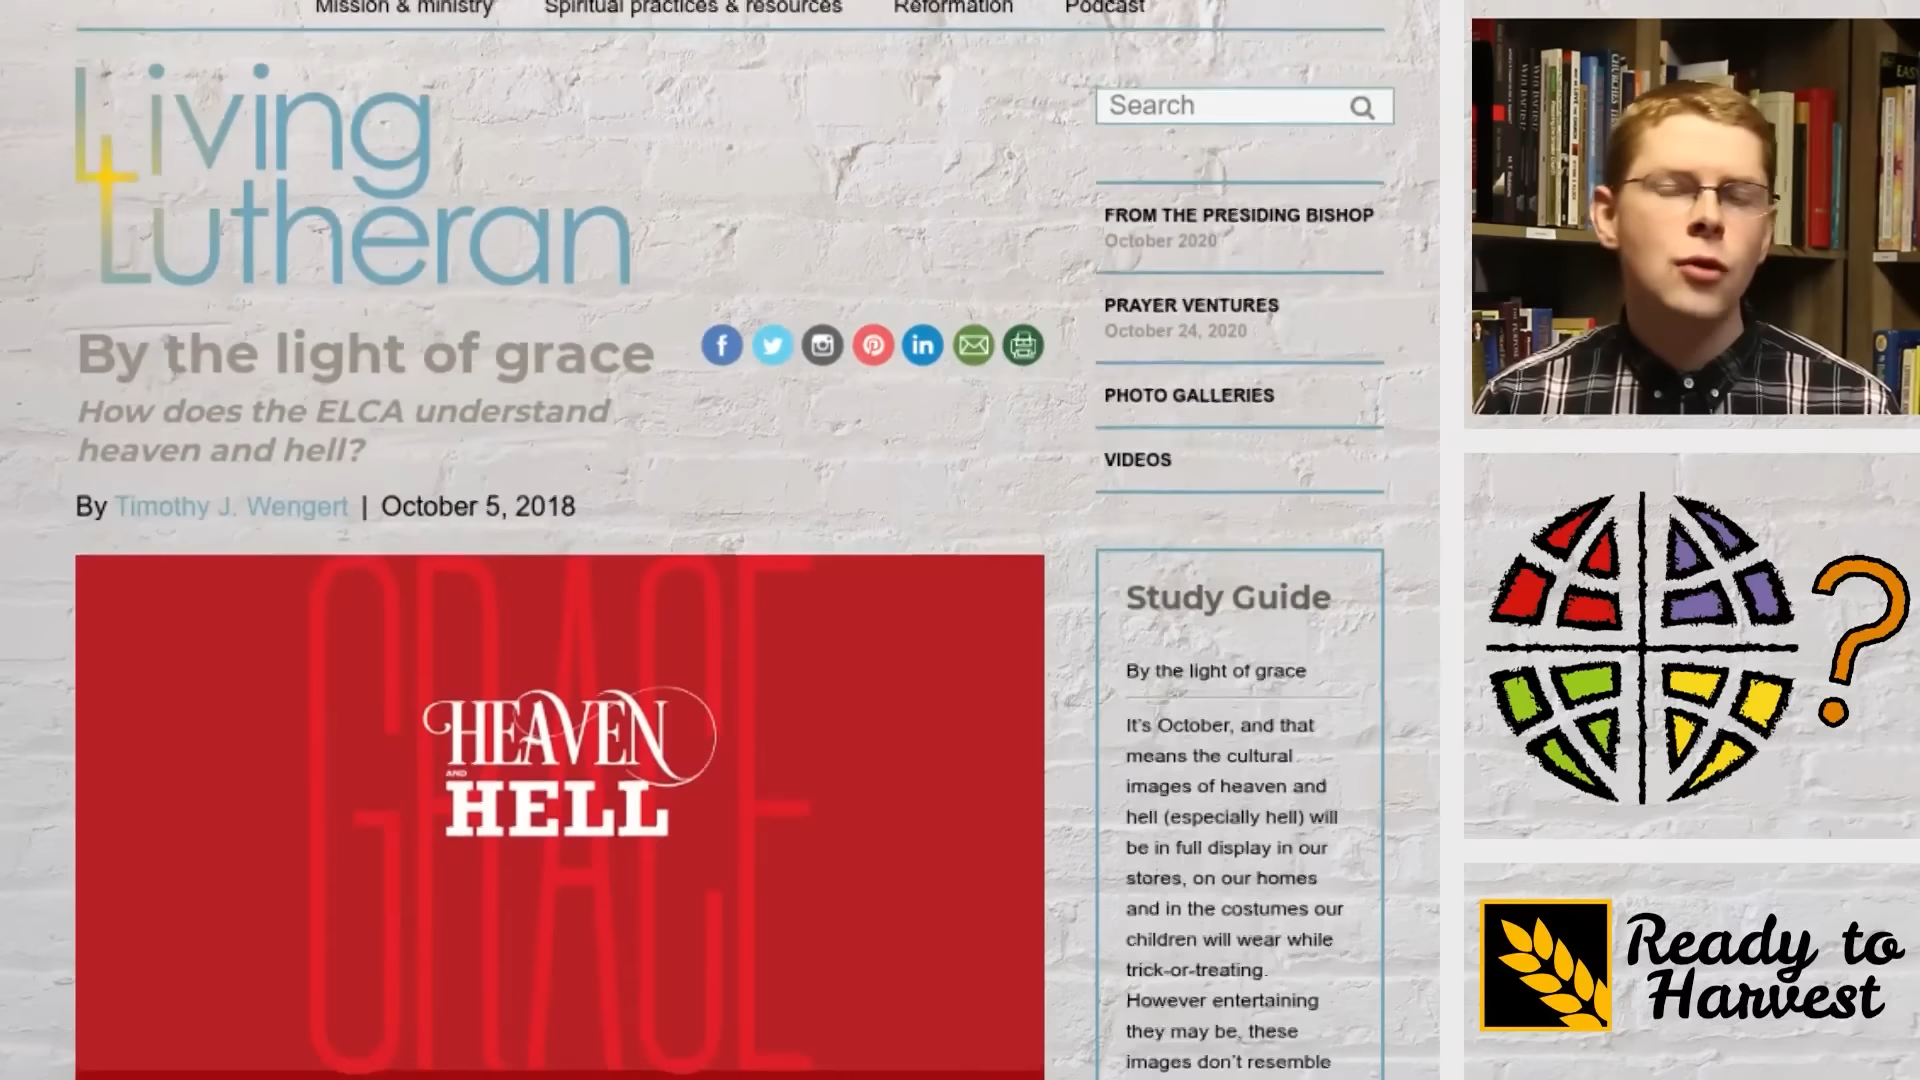 Mission & ministry
Spiritual practices & resources
Reformation
Podcast
Living
Lutheran
Search
FROM THE PRESIDING BISHOP
October 2020
PRAYER VENTURES
October 24, 2020
PHOTO GALLERIES
VIDEOS
By the light of grace
How does the ELCA understand
heaven and hell?
By Timothy J. Wengert | October 5, 2018
GRACE
HEAVEN
AND
HELL
Study Guide
By the light of grace
It's October, and that
means the cultural
images of heaven and
hell (especially hell) will
be in full display in our
stores, on our homes
and in the costumes our
children will wear while
trick-or-treating.
However entertaining
they may be, these
images don't resemble
?
Ready to
Harvest